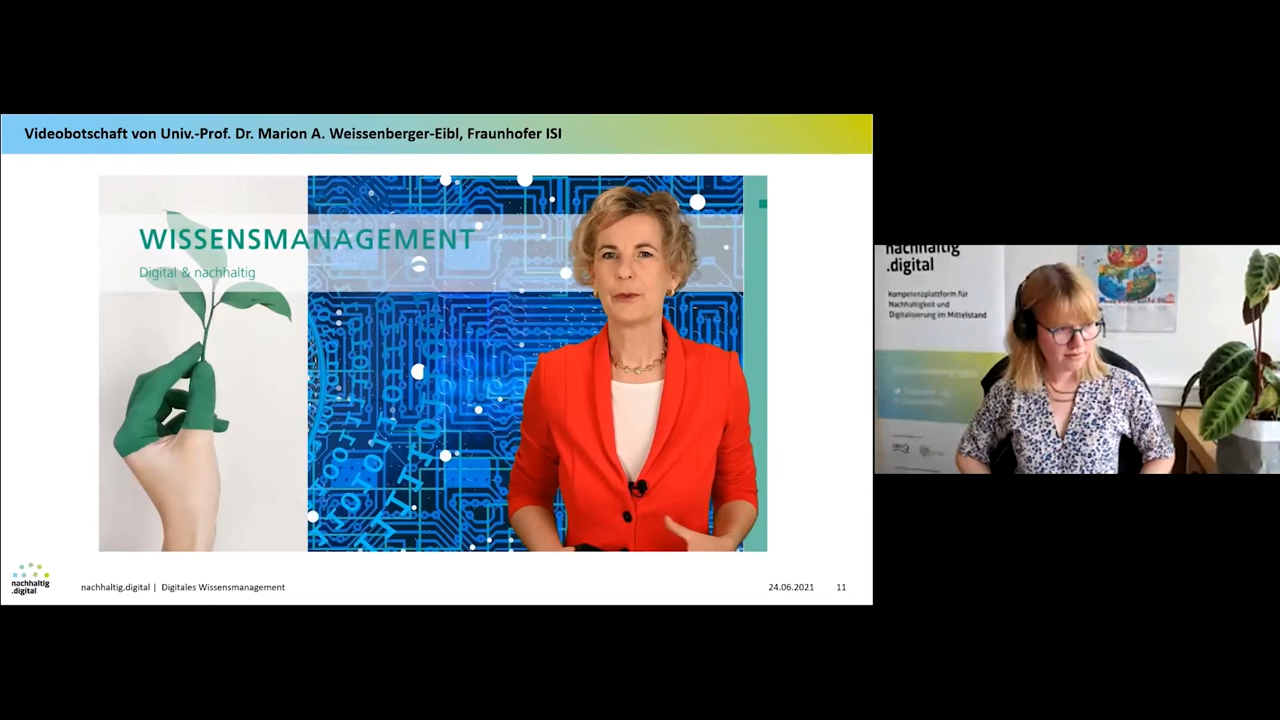 Videobotschaft von Univ.-Prof. Dr. Marion A. Weissenberger-Eibl, Fraunhofer ISI
WISSENSMANAGEMENT
Digital & nachhaltig
nachhaltig
.digital
nachhaltig.digital | Digitales Wissensmanagement
24.06.2021
11
nachhaltig
.digital
Kompetenzplattform für
Nachhaltigkeit und
Digitalisierung im Mittelstand